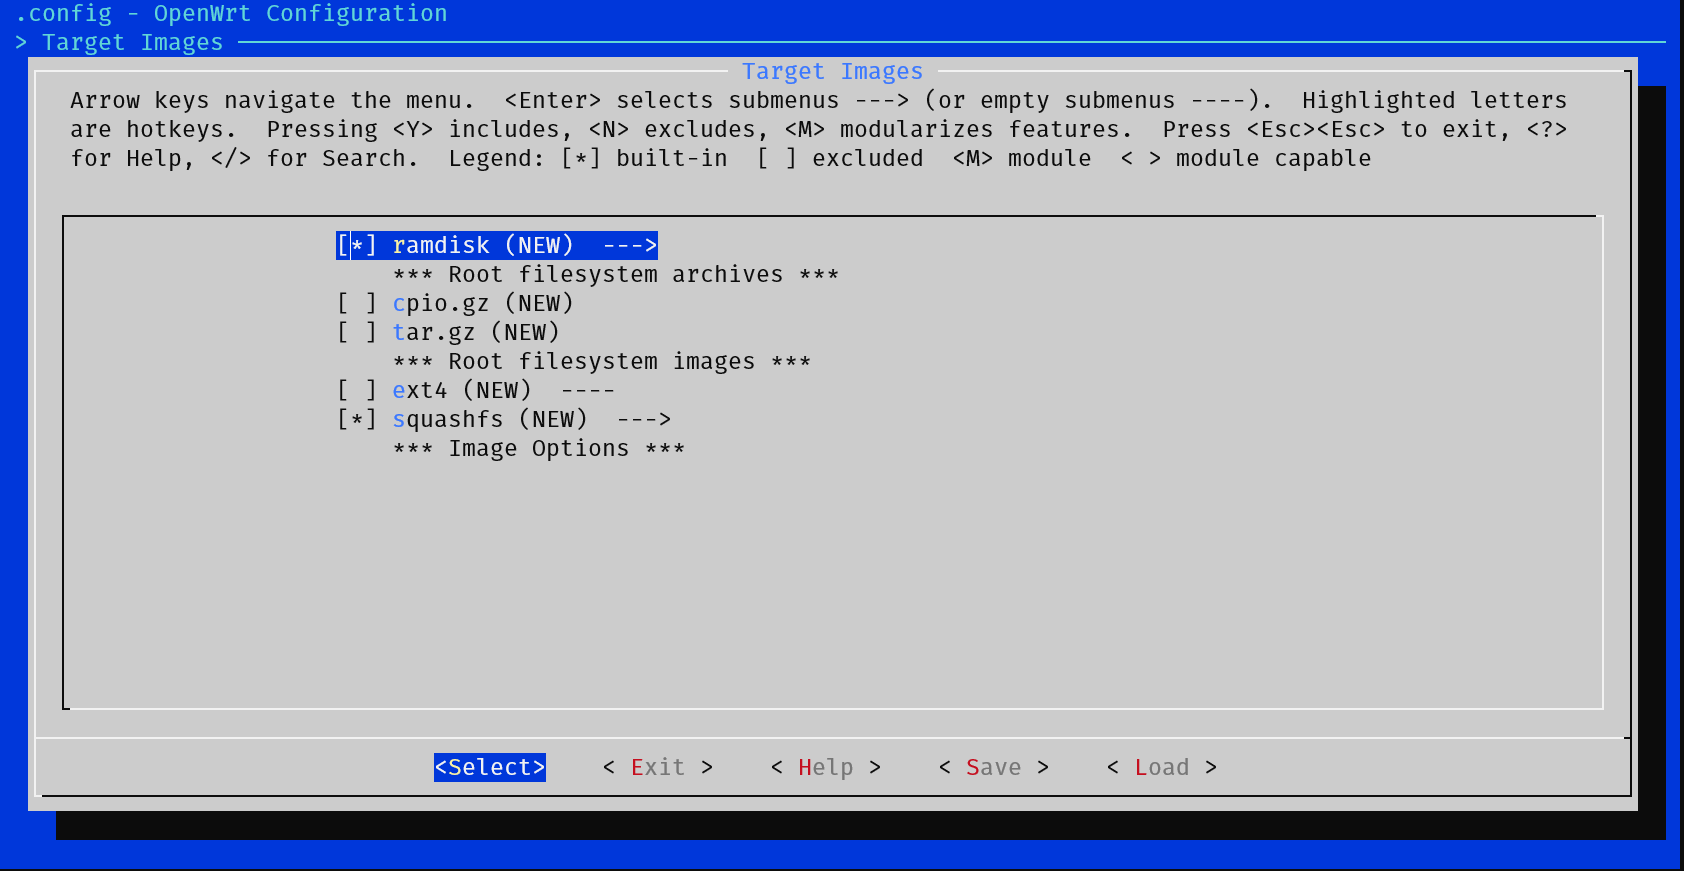 .config - OpenWrt Configuration
> Target Images
Target Images
Arrow keys navigate the menu.  <Enter> selects submenus ---> (or empty submenus ----).  Highlighted letters
are hotkeys.  Pressing <Y> includes, <N> excludes, <M> modularizes features.  Press <Esc><Esc> to exit, <?>
for Help, </> for Search.  Legend: [*] built-in  [ ] excluded  <M> module  < > module capable
[*] ramdisk (NEW)  --->
*** Root filesystem archives ***
[ ] cpio.gz (NEW)
[ ] tar.gz (NEW)
*** Root filesystem images ***
[ ] ext4 (NEW)  ----
[*] squashfs (NEW)  --->
*** Image Options ***
<Select>    < Exit >    < Help >    < Save >    < Load >